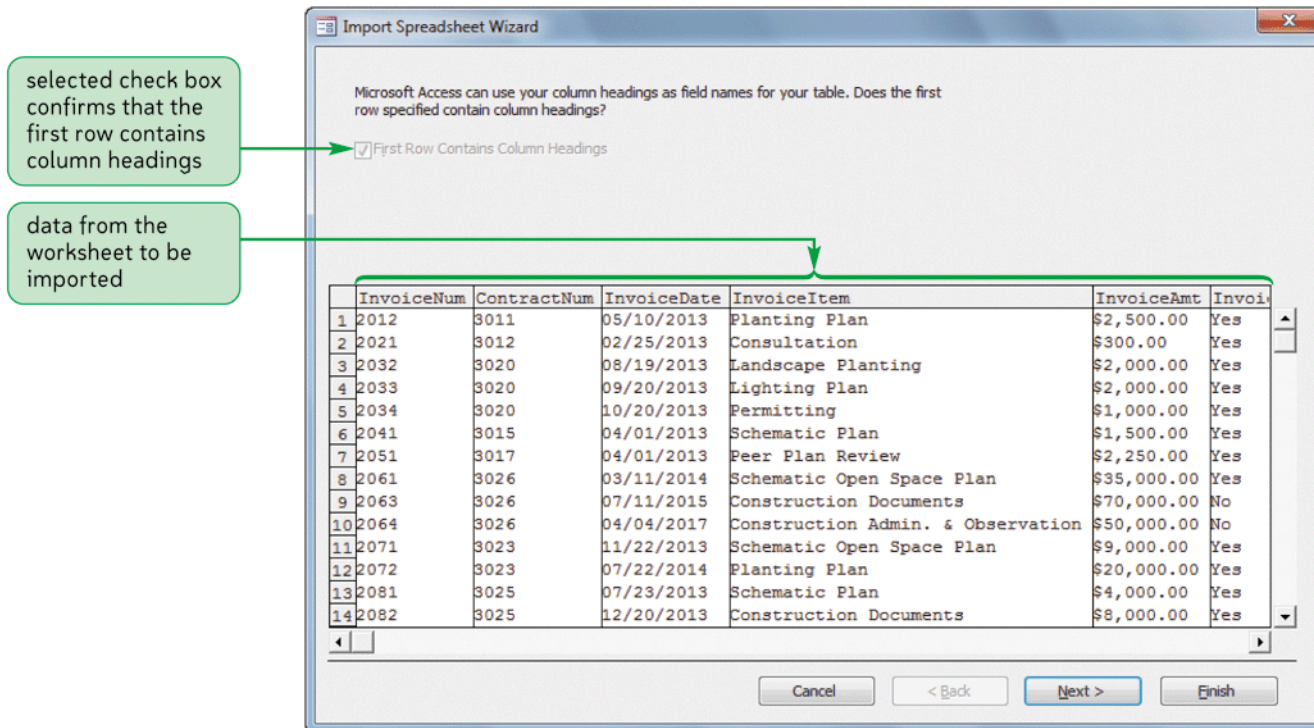 Import Spreadsheet Wizard
selected check box
confirms that the
first row contains
column headings
Microsoft Access can use your column headings as field names for your table. Does the first
row specified contain column headings?
First Row Contains Column Headings
data from the
worksheet to be
imported
InvoiceNum ContractNum InvoiceDate InvoiceItem InvoiceAmt Invoi
1 2012 3011 05/10/2013 Planting Plan $2,500.00 Yes
2 2021 3012 02/25/2013 Consultation $300.00 Yes
3 2032 3020 08/19/2013 Landscape Planting $2,000.00 Yes
4 2033 3020 09/20/2013 Lighting Plan $2,000.00 Yes
5 2034 3020 10/20/2013 Permitting $1,000.00 Yes
6 2041 3015 04/01/2013 Schematic Plan $1,500.00 Yes
7 2051 3017 04/01/2013 Peer Plan Review $2,250.00 Yes
8 2061 3026 03/11/2014 Schematic Open Space Plan $35,000.00 Yes
9 2063 3026 07/11/2015 Construction Documents $70,000.00 No
10 2064 3026 04/04/2017 Construction Admin. & Observation $50,000.00 No
11 2071 3023 11/22/2013 Schematic Open Space Plan $9,000.00 Yes
12 2072 3023 07/22/2014 Planting Plan $20,000.00 Yes
13 2081 3025 07/23/2013 Schematic Plan $4,000.00 Yes
14 2082 3025 12/20/2013 Construction Documents $8,000.00 Yes
Cancel < Back Next > Finish